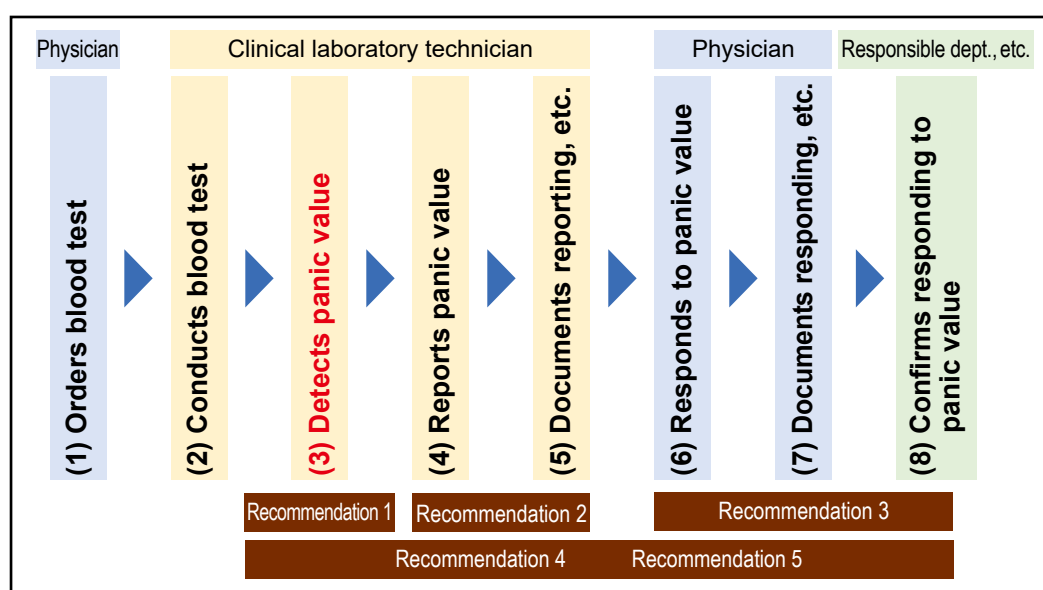 Physician
Clinical laboratory technician
Physician
Responsible dept., etc.
(1) Orders blood test
(2) Conducts blood test
(3) Detects panic value
(4) Reports panic value
(5) Documents reporting, etc.
(6) Responds to panic value
(7) Documents responding, etc.
(8) Confirms responding to
panic value
Recommendation 1
Recommendation 2
Recommendation 3
Recommendation 4
Recommendation 5